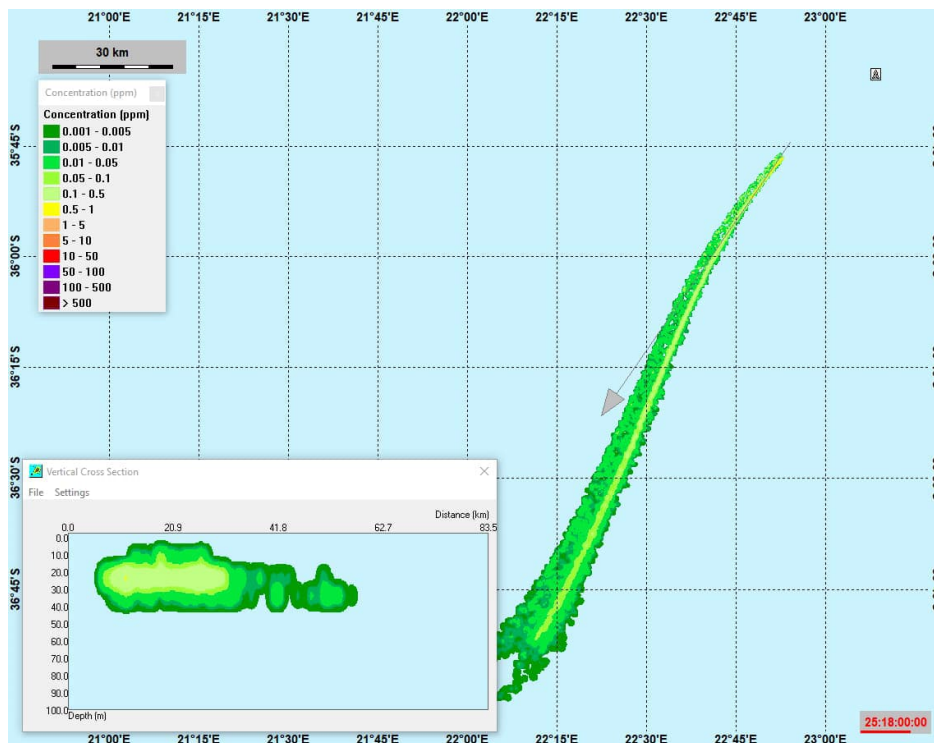 21°00'E 21°15'E 21°30'E 21°45'E 22°00'E 22°15'E 22°30'E 22°45'E 23°00'E
30 km
Concentration (ppm)
Concentration (ppm)
0.001 - 0.005
0.005 - 0.01
0.01 - 0.05
0.05 - 0.1
0.1 - 0.5
0.5 - 1
1 - 5
5 - 10
10 - 50
50 - 100
100 - 500
> 500
35°45'S
36°00'S
36°15'S
36°30'S
36°45'S
Vertical Cross Section
File Settings
Distance (km)
0.0 20.9 41.8 62.7 83.5
0.0
10.0
20.0
30.0
40.0
50.0
60.0
70.0
80.0
90.0
100.0
Depth (m)
25:18:00:00
21°00'E 21°15'E 21°30'E 21°45'E 22°00'E 22°15'E 22°30'E 22°45'E 23°00'E